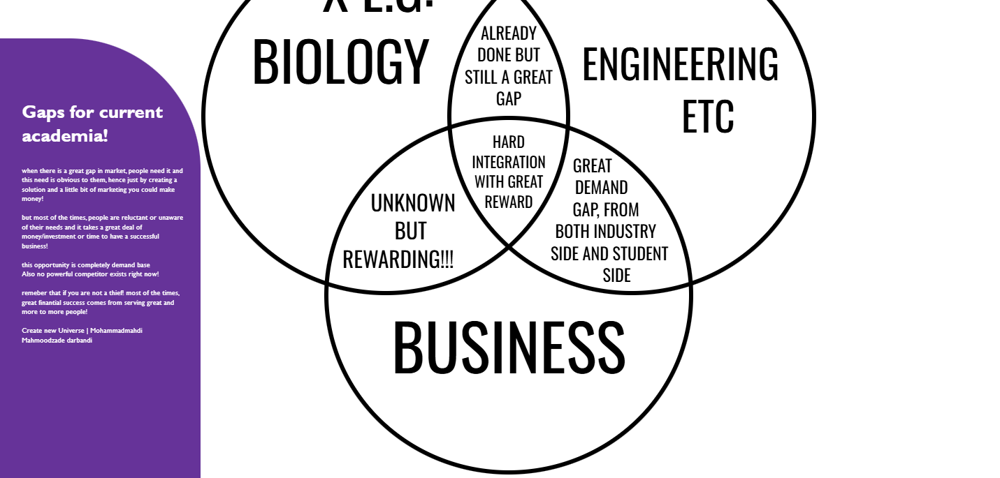 Gaps for current
academia!
when there is a great gap in market, people need it and
this need is obvious to them, hence just by creating a
solution and a little bit of marketing you could make
money!
but most of the times, people are reluctant or unaware
of their needs and it takes a great deal of
money/investment or time to have a successful
business!
this opportunity is completely demand base
Also no powerful competitor exists right now!
remeber that if you are not a thief! most of the times,
great finantial success comes from serving great and
more to more people!
Create new Universe | Mohammadmahdi
Mahmoodzade darbandi
X E.G:
BIOLOGY
ALREADY
DONE BUT
STILL A GREAT
GAP
ENGINEERING
ETC
HARD
INTEGRATION
WITH GREAT
REWARD
UNKNOWN
BUT
REWARDING!!!
GREAT
DEMAND
GAP, FROM
BOTH INDUSTRY
SIDE AND STUDENT
SIDE
BUSINESS